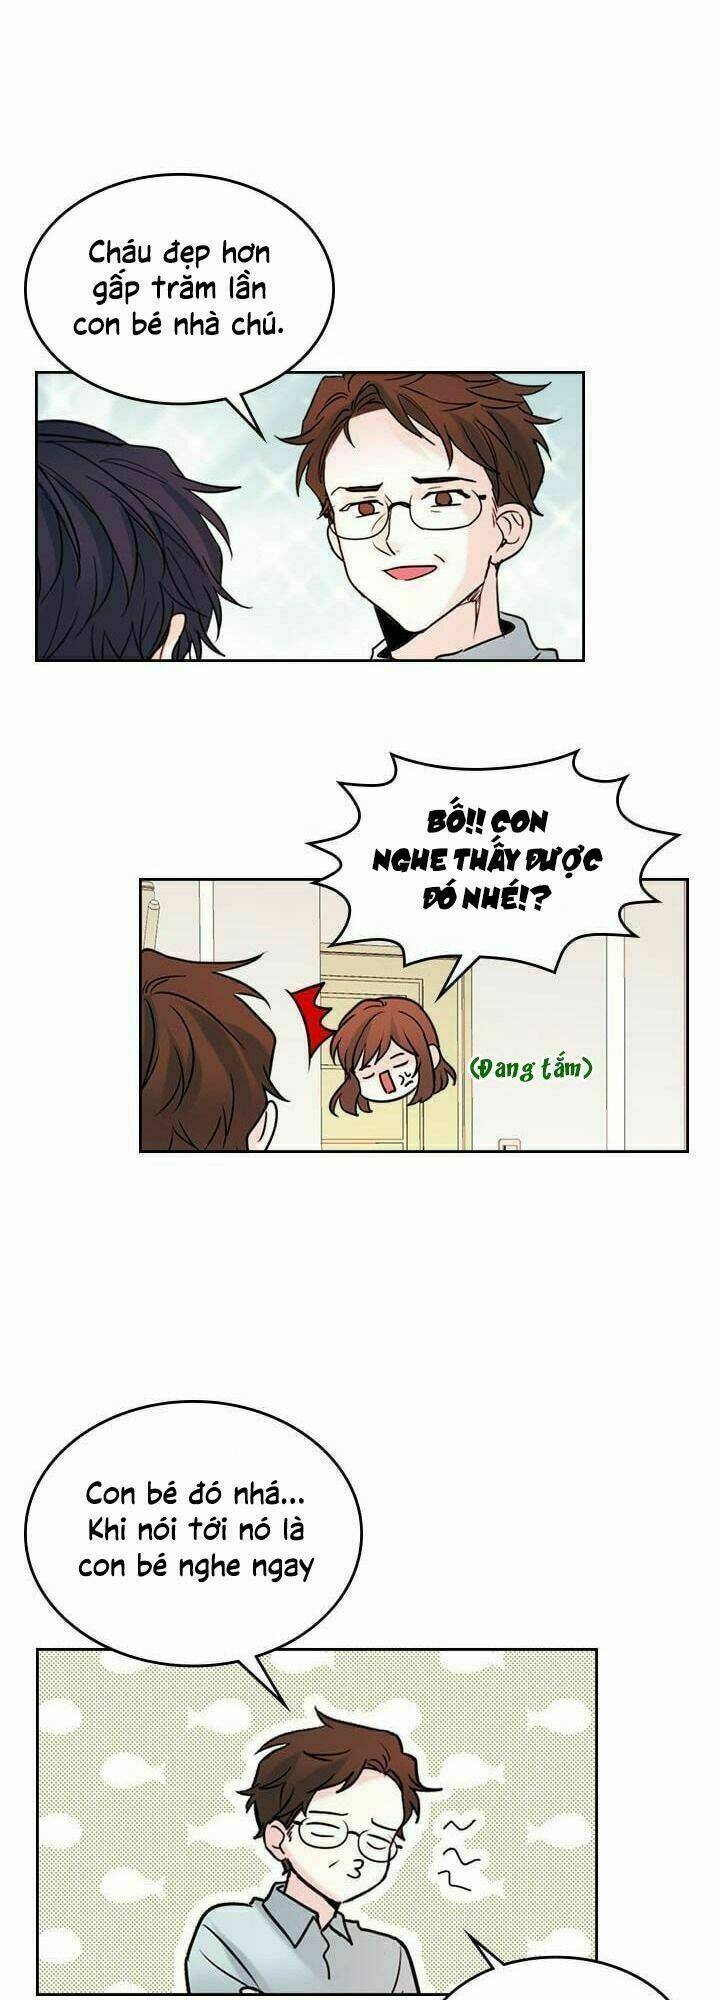 Cháu đẹp hơn
gấp trăm lần
con bé nhà chú.
BỐ!! CON
NGHE THẤY ĐƯỢC
ĐÓ NHÉ!?
(Đang tắm)
Con bé đó nhá...
Khi nói tới nó là
con bé nghe ngay